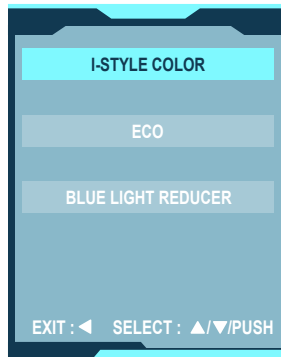 I-STYLE COLOR
ECO
BLUE LIGHT REDUCER
EXIT : ◀ SELECT : ▲/▼/PUSH